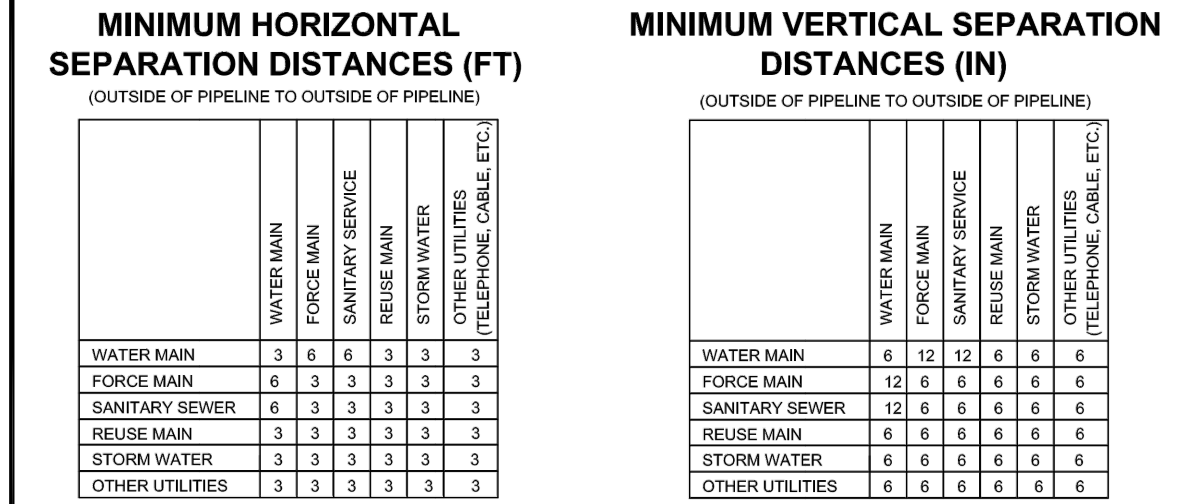 MINIMUM HORIZONTAL
SEPARATION DISTANCES (FT)
(OUTSIDE OF PIPELINE TO OUTSIDE OF PIPELINE)
WATER MAIN
FORCE MAIN
SANITARY SERVICE
REUSE MAIN
STORM WATER
OTHER UTILITIES
(TELEPHONE, CABLE, ETC.)
WATER MAIN 3 6 6 3 3 3
FORCE MAIN 6 3 3 3 3 3
SANITARY SEWER 6 3 3 3 3 3
REUSE MAIN 3 3 3 3 3 3
STORM WATER 3 3 3 3 3 3
OTHER UTILITIES 3 3 3 3 3 3
MINIMUM VERTICAL SEPARATION
DISTANCES (IN)
(OUTSIDE OF PIPELINE TO OUTSIDE OF PIPELINE)
WATER MAIN
FORCE MAIN
SANITARY SERVICE
REUSE MAIN
STORM WATER
OTHER UTILITIES
(TELEPHONE, CABLE, ETC.)
WATER MAIN 6 12 12 6 6 6
FORCE MAIN 12 6 6 6 6 6
SANITARY SEWER 12 6 6 6 6 6
REUSE MAIN 6 6 6 6 6 6
STORM WATER 6 6 6 6 6 6
OTHER UTILITIES 6 6 6 6 6 6